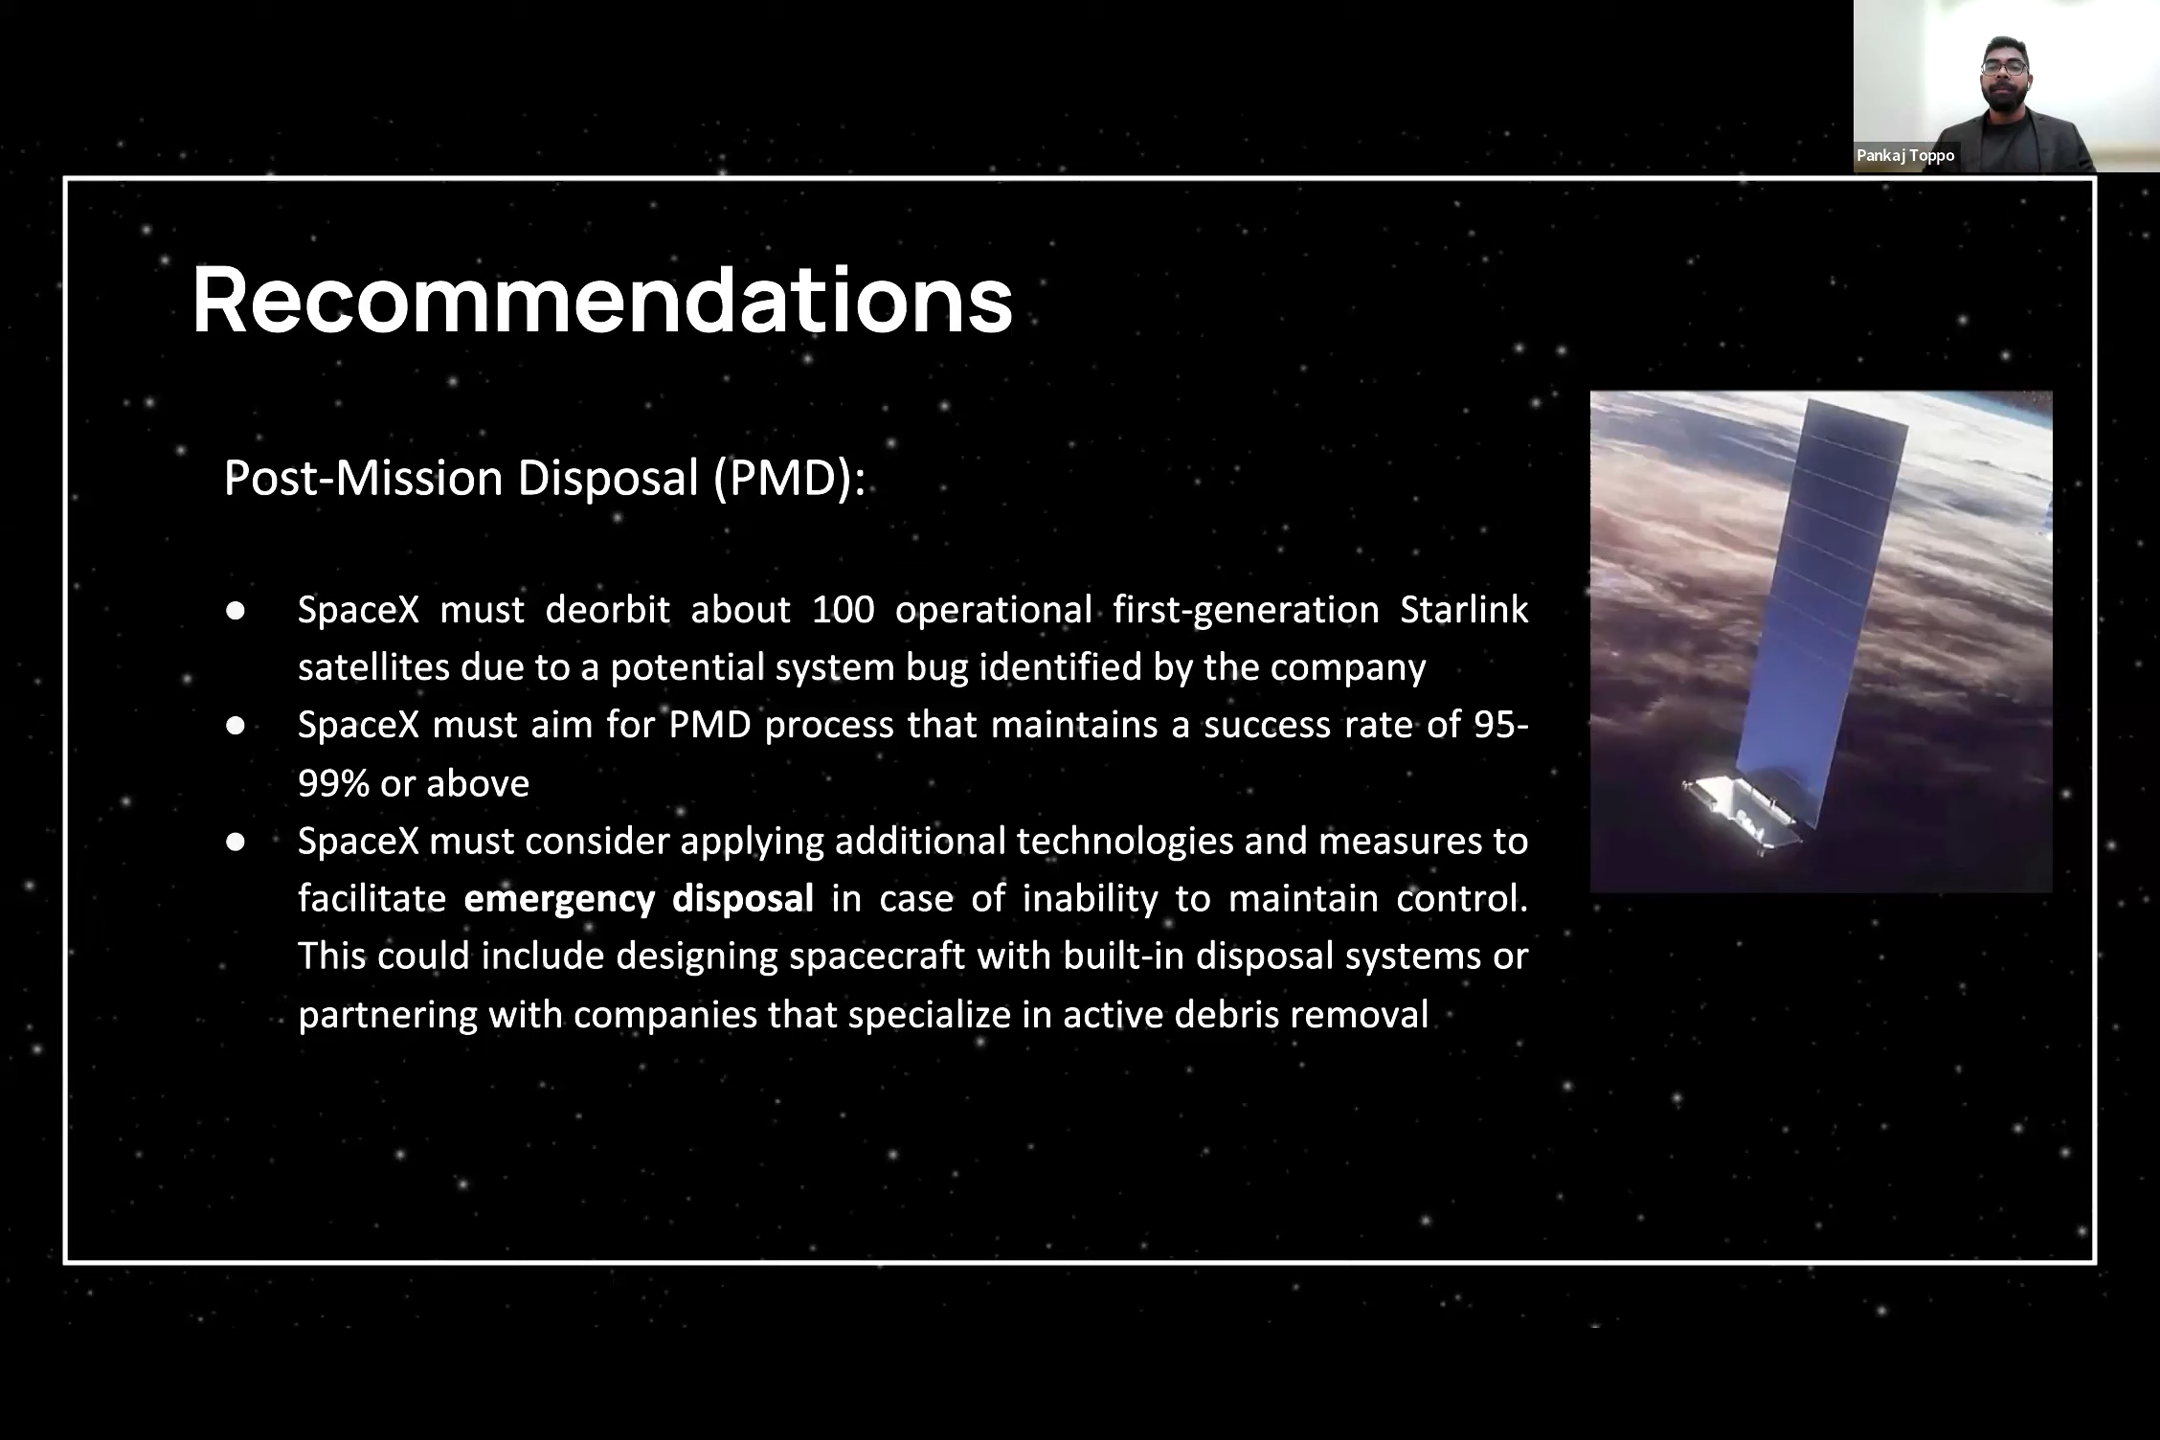 Pankaj Toppo
Recommendations
Post-Mission Disposal (PMD):
● SpaceX must deorbit about 100 operational first-generation Starlink
satellites due to a potential system bug identified by the company
● SpaceX must aim for PMD process that maintains a success rate of 95-
99% or above
● SpaceX must consider applying additional technologies and measures to
facilitate emergency disposal in case of inability to maintain control.
This could include designing spacecraft with built-in disposal systems or
partnering with companies that specialize in active debris removal